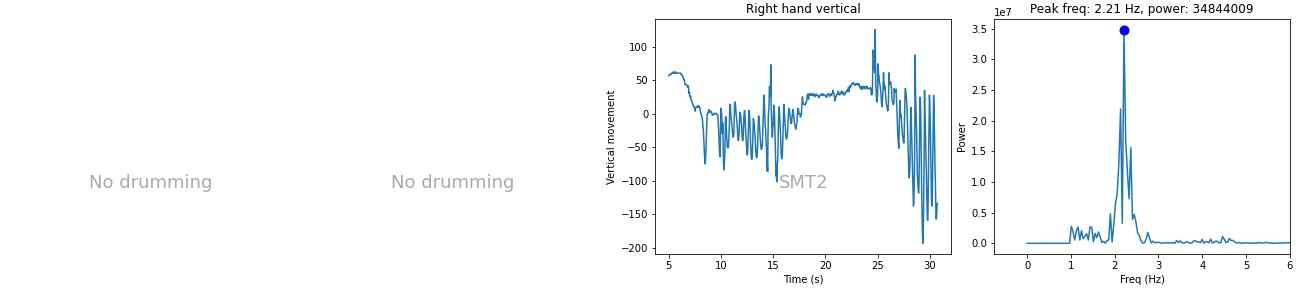 No drumming
No drumming
Right hand vertical
Vertical movement
100
50
0
−50
−100
−150
−200
SMT2
5
10
15
20
25
30
Time (s)
Peak freq: 2.21 Hz, power: 34844009
1e7
Power
3.5
3.0
2.5
2.0
1.5
1.0
0.5
0.0
0
1
2
3
4
5
6
Freq (Hz)